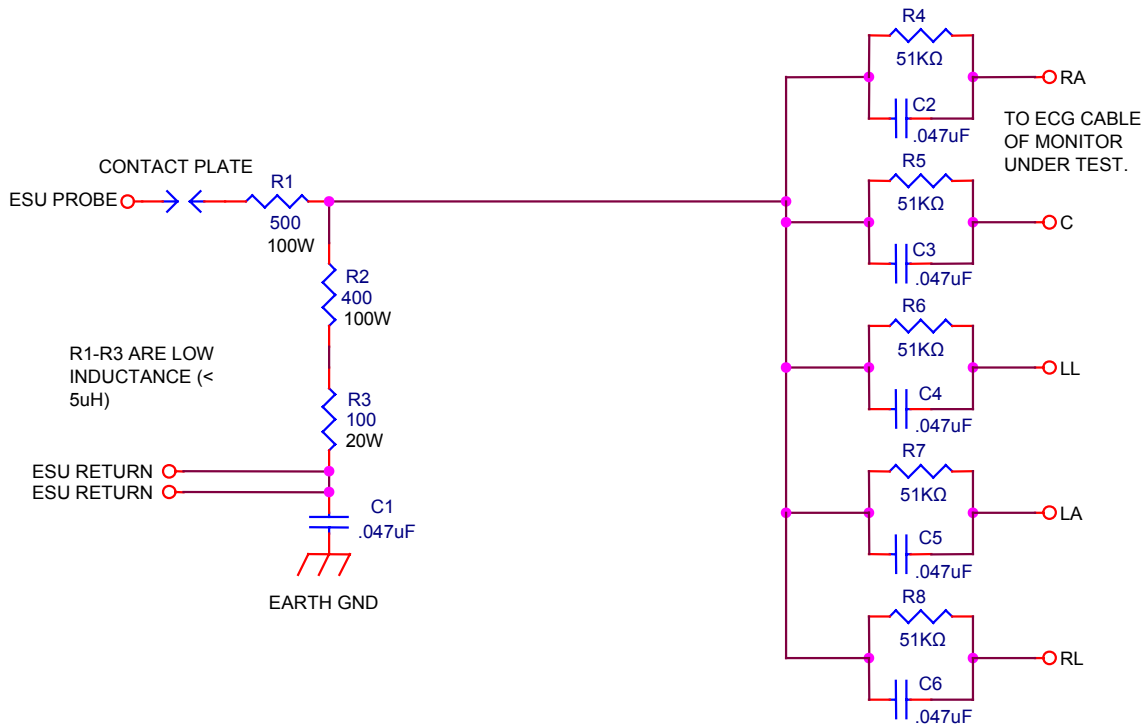 R4
51KΩ
RA
C2
.047uF
TO ECG CABLE
OF MONITOR
UNDER TEST.
CONTACT PLATE
ESU PROBE
R1
500
100W
R5
51KΩ
C
C3
.047uF
R2
400
100W
R1-R3 ARE LOW
INDUCTANCE (<
5uH)
R6
51KΩ
LL
C4
.047uF
R3
100
20W
ESU RETURN
ESU RETURN
C1
.047uF
EARTH GND
R7
51KΩ
LA
C5
.047uF
R8
51KΩ
RL
C6
.047uF